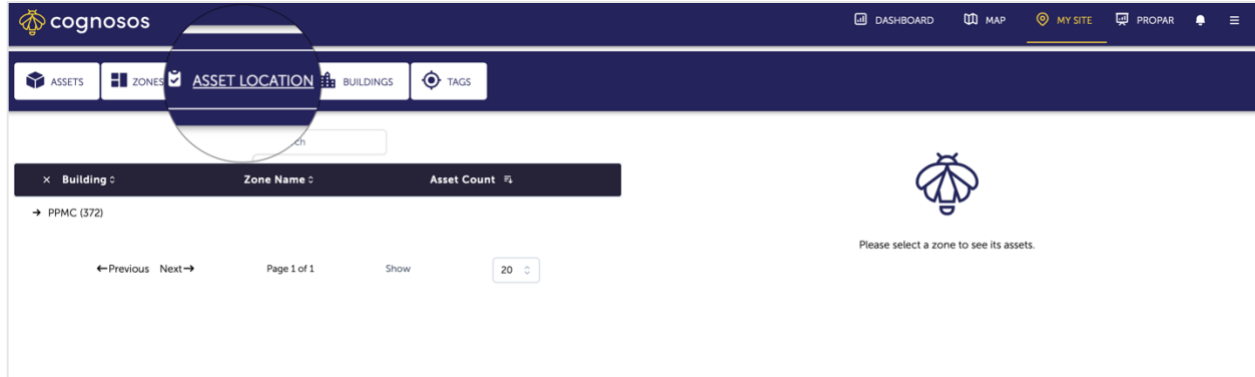 cognosos
DASHBOARD MAP MY SITE PROPAR
ASSETS ZONES ASSET LOCATION BUILDINGS TAGS
Building Zone Name Asset Count
PPMC (372)
Please select a zone to see its assets.
←Previous Next→ Page 1 of 1 Show 20